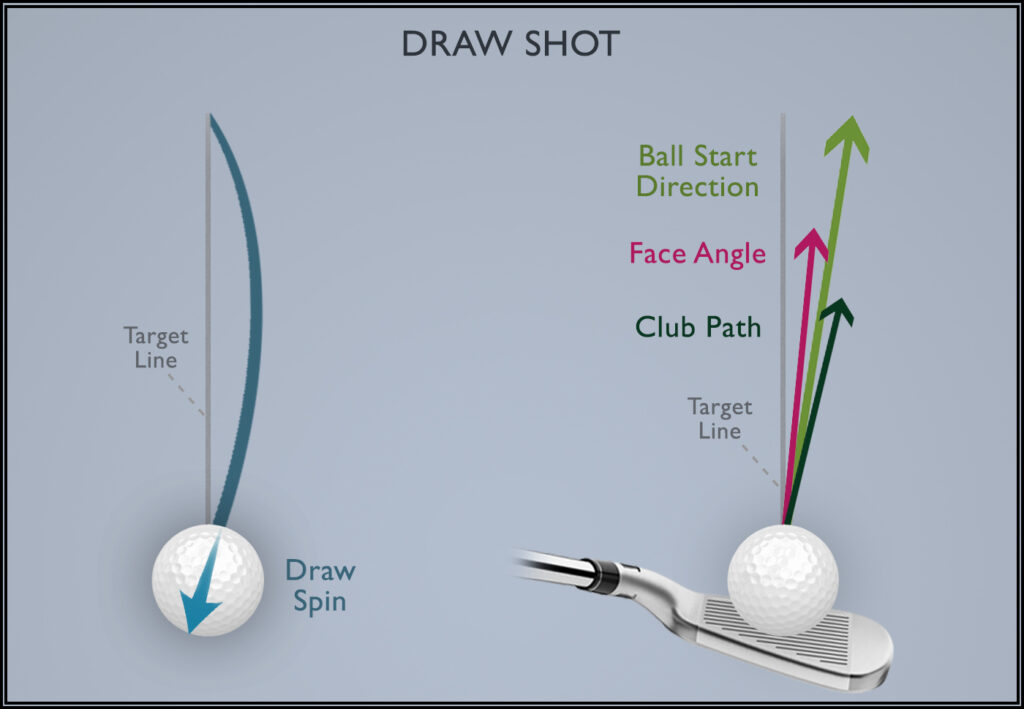 DRAW SHOT
Target
Line
Draw
Spin
Ball Start
Direction
Face Angle
Club Path
Target
Line